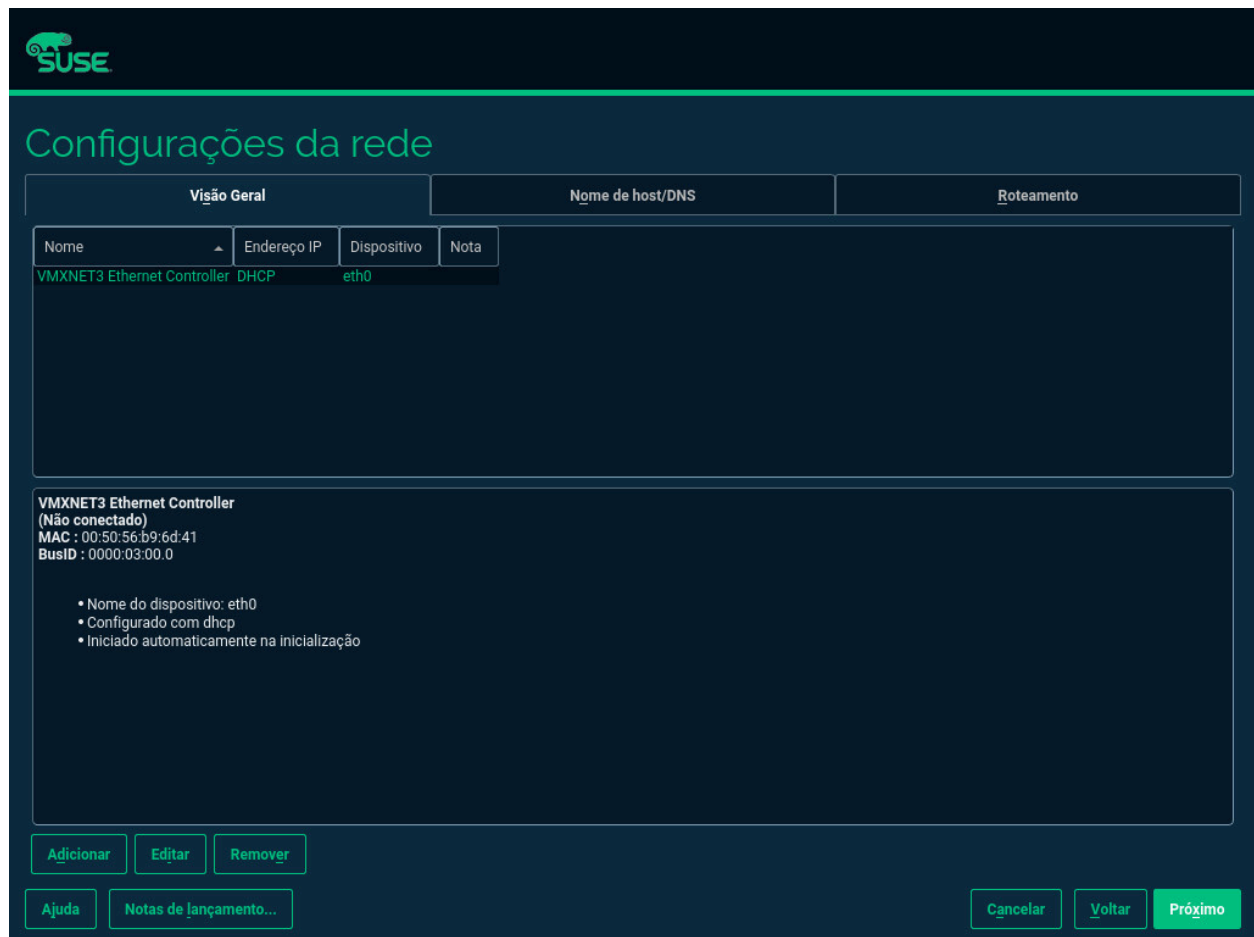 SUSE
Configurações da rede
Visão Geral
Nome de host/DNS
Roteamento
Nome Endereço IP Dispositivo Nota
VMXNET3 Ethernet Controller DHCP eth0
VMXNET3 Ethernet Controller
(Não conectado)
MAC : 00:50:56:b9:6d:41
BusID : 0000:03:00.0
• Nome do dispositivo: eth0
• Configurado com dhcp
• Iniciado automaticamente na inicialização
Adicionar Editar Remover
Ajuda Notas de lançamento... Cancelar Voltar Próximo